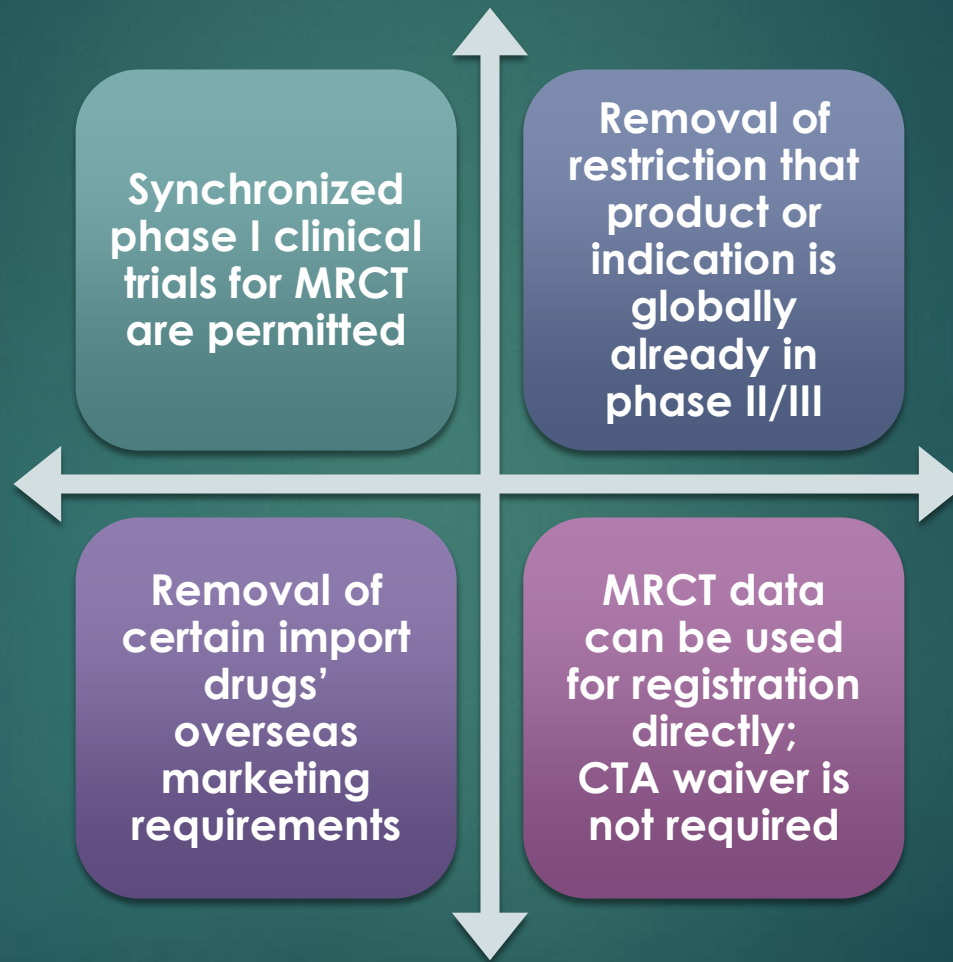 Synchronized
phase I clinical
trials for MRCT
are permitted
Removal of
restriction that
product or
indication is
globally
already in
phase II/III
Removal of
certain import
drugs’
overseas
marketing
requirements
MRCT data
can be used
for registration
directly;
CTA waiver is
not required